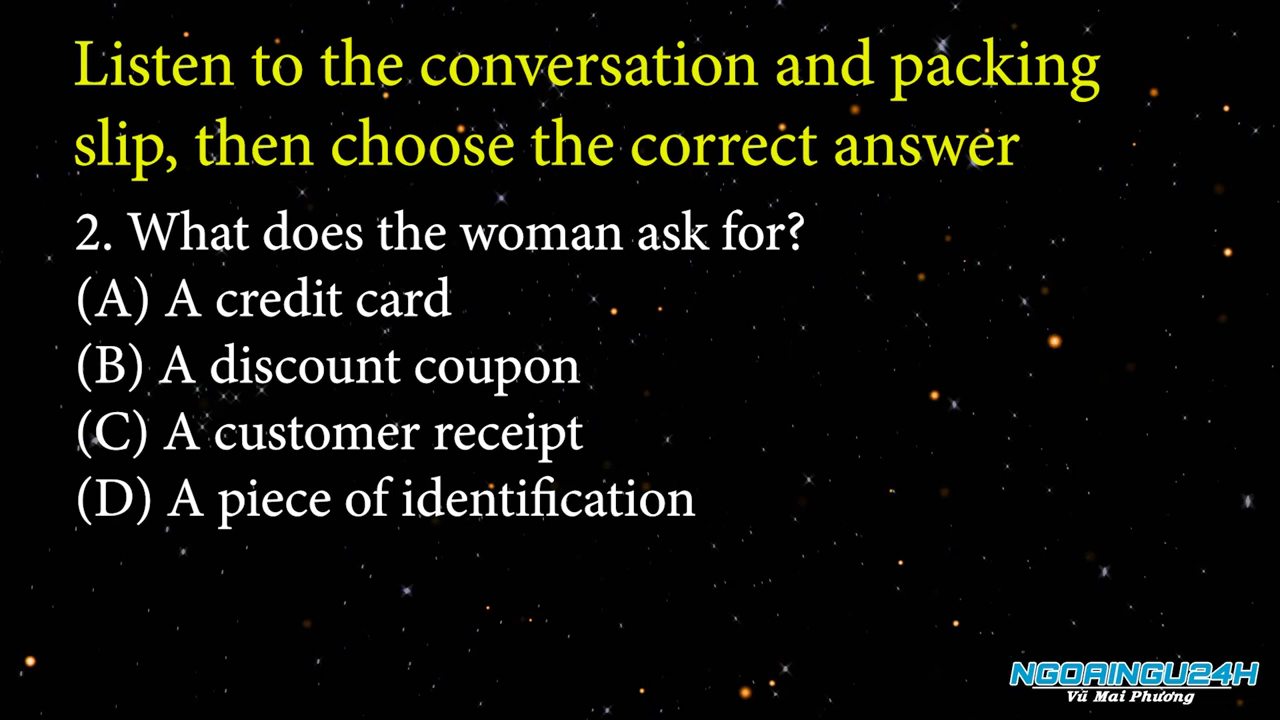 Listen to the conversation and packing
slip, then choose the correct answer
2. What does the woman ask for?
(A) A credit card
(B) A discount coupon
(C) A customer receipt
(D) A piece of identification
NGOAINGU24H
Vũ Mai Phương